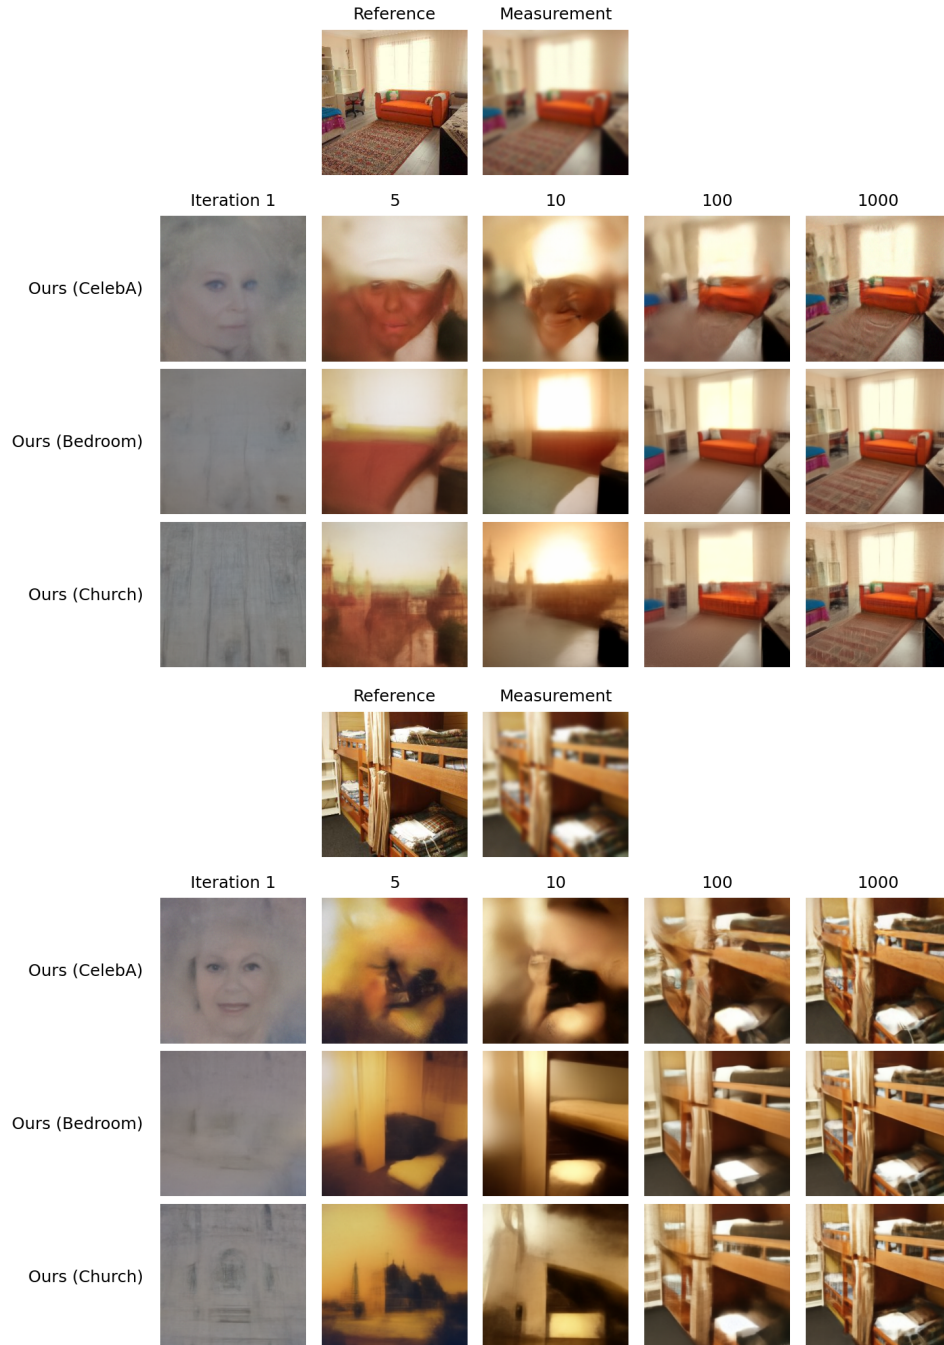 Reference Measurement
Iteration 1 5 10 100 1000
Ours (CelebA)
Ours (Bedroom)
Ours (Church)
Reference Measurement
Iteration 1 5 10 100 1000
Ours (CelebA)
Ours (Bedroom)
Ours (Church)